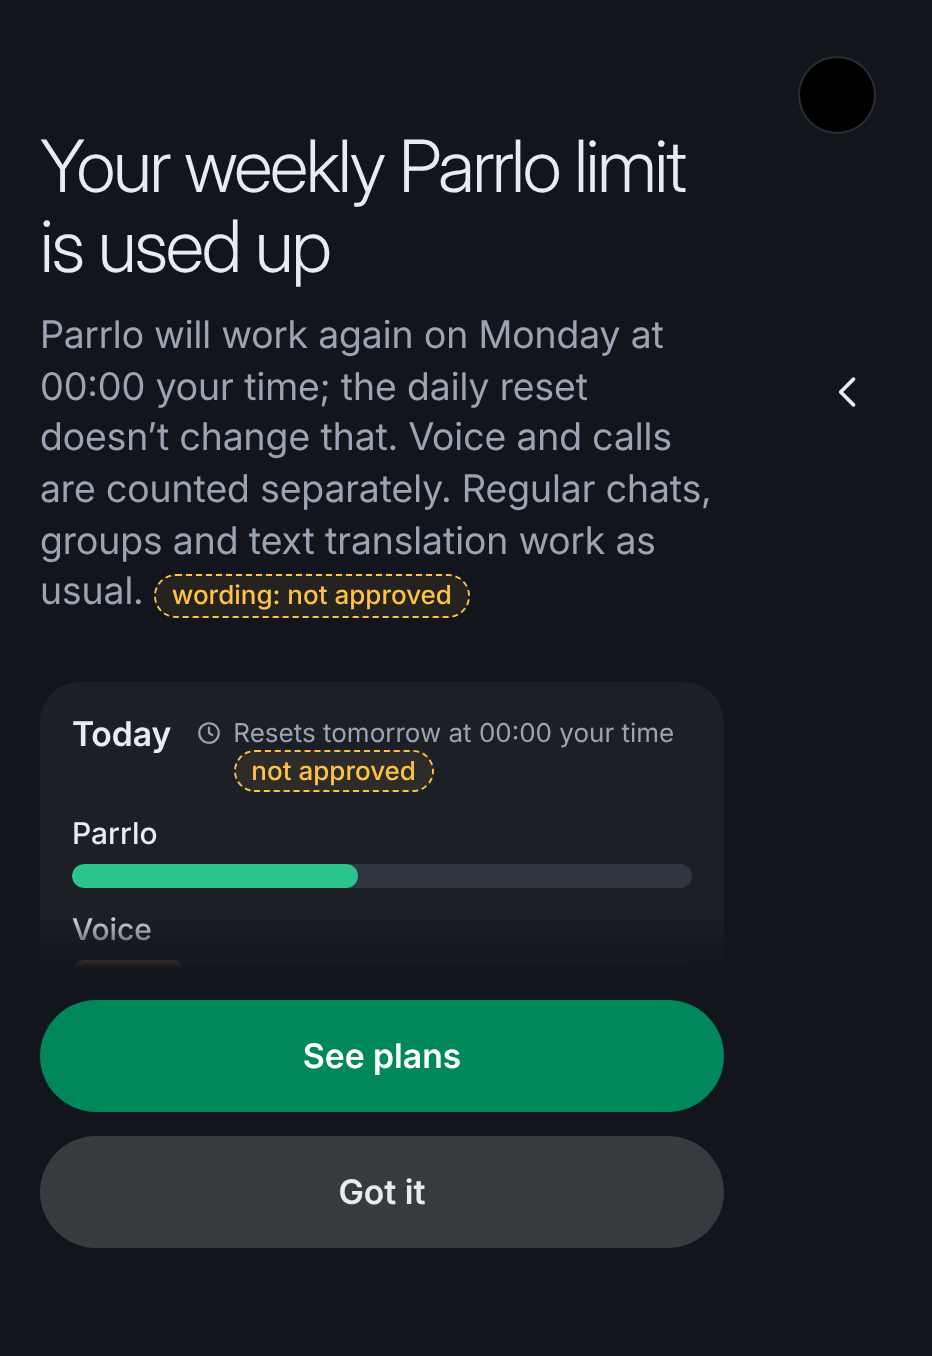 Your weekly Parrlo limit
is used up
Parrlo will work again on Monday at
00:00 your time; the daily reset
doesn’t change that. Voice and calls
are counted separately. Regular chats,
groups and text translation work as
usual. wording: not approved
Today Resets tomorrow at 00:00 your time
not approved
Parrlo
Voice
See plans
Got it